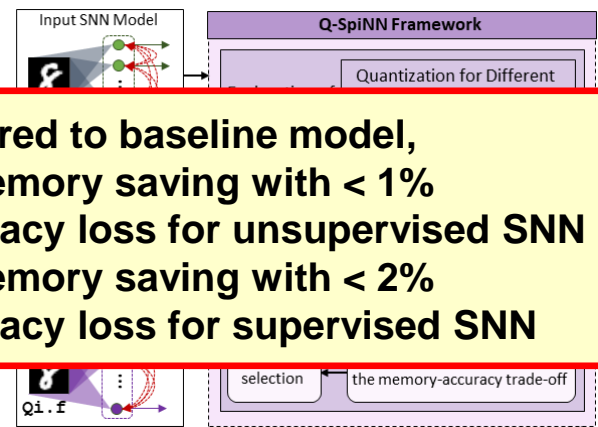 Input SNN Model
Q-SpiNN Framework
Quantization for Different
red to baseline model,
emory saving with < 1%
acy loss for unsupervised SNN
emory saving with < 2%
acy loss for supervised SNN
selection
the memory-accuracy trade-off
Qi.f